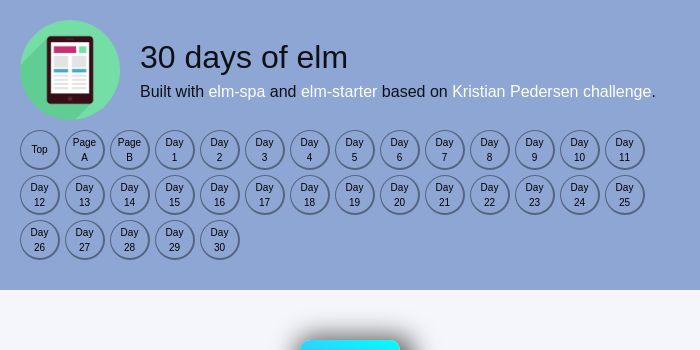 30 days of elm
Built with elm-spa and elm-starter based on Kristian Pedersen challenge.
Top
Page A
Page B
Day 1
Day 2
Day 3
Day 4
Day 5
Day 6
Day 7
Day 8
Day 9
Day 10
Day 11
Day 12
Day 13
Day 14
Day 15
Day 16
Day 17
Day 18
Day 19
Day 20
Day 21
Day 22
Day 23
Day 24
Day 25
Day 26
Day 27
Day 28
Day 29
Day 30